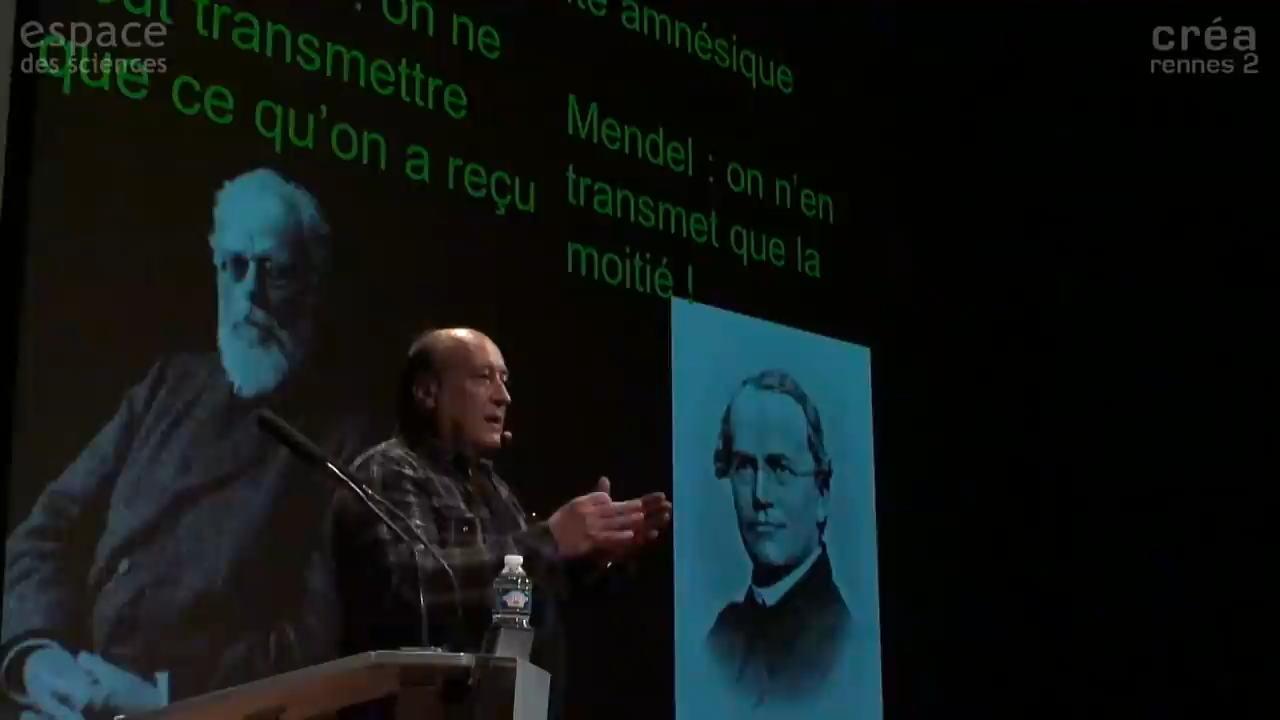 espace
des sciences
créa
rennes 2
: on ne
transmettre
que ce qu'on a reçu
amnésique
Mendel : on n'en
transmet que la
moitié !